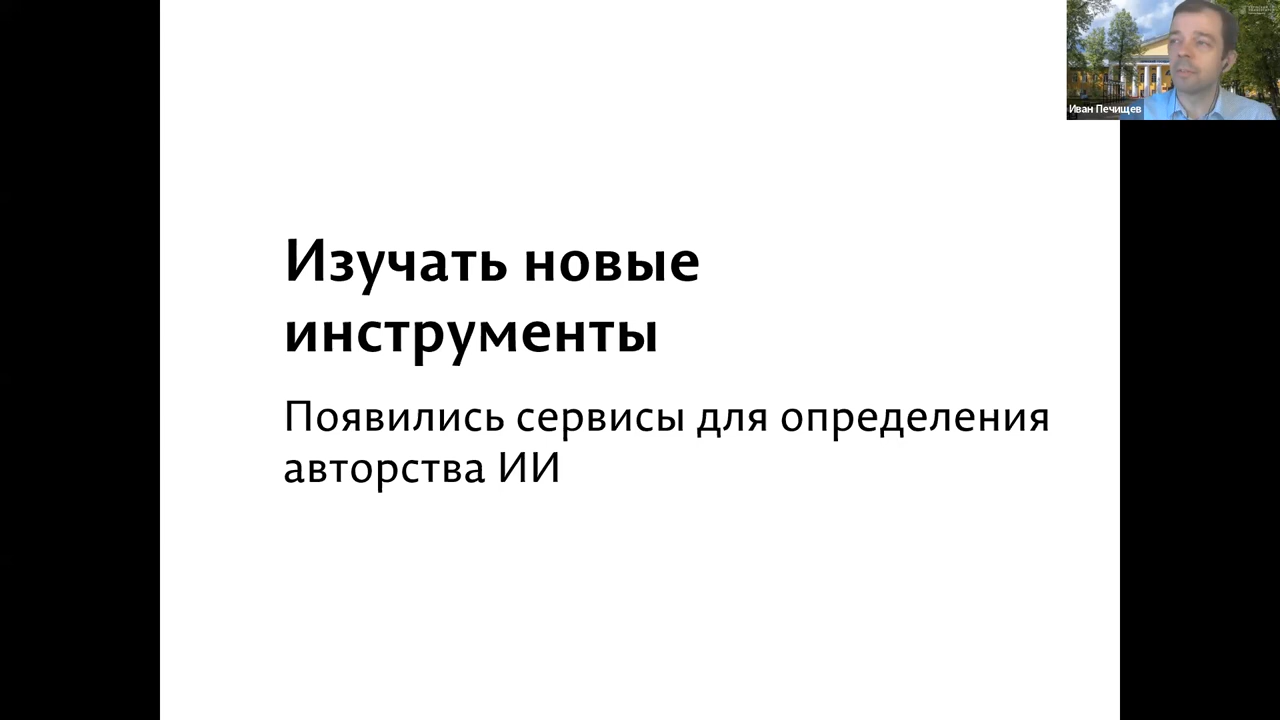 Иван Печищев
Изучать новые
инструменты
Появились сервисы для определения
авторства ИИ